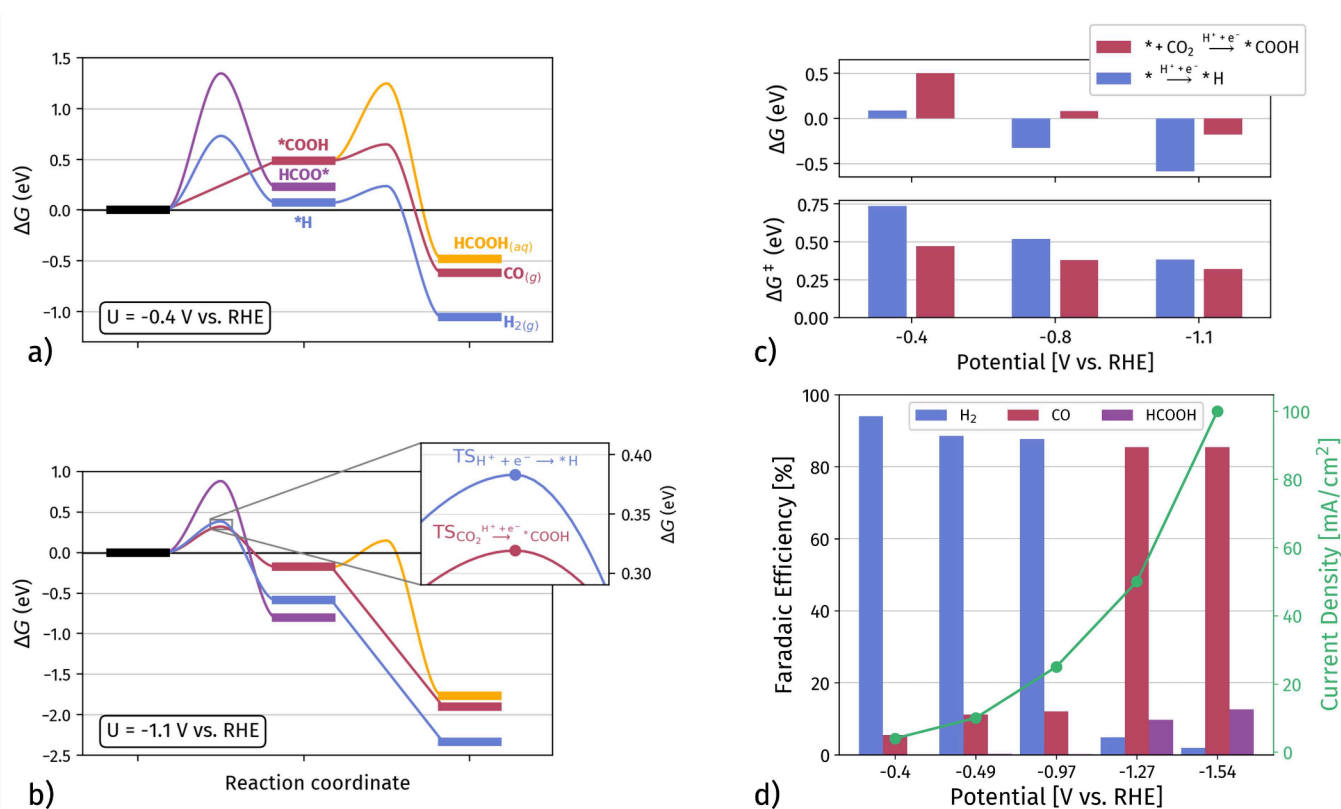 1.5
1.0
0.5
0.0
−0.5
−1.0
ΔG (eV)
*COOH
HCOO*
*H
HCOOH(aq)
CO(g)
H2(g)
U = -0.4 V vs. RHE
a)
1.0
0.5
0.0
−0.5
−1.0
−1.5
−2.0
−2.5
ΔG (eV)
TS H⁺ + e⁻ ⟶ *H
TS CO₂ H⁺ + e⁻ → *COOH
0.40
0.35
0.30
ΔG (eV)
U = -1.1 V vs. RHE
Reaction coordinate
b)
* + CO₂ H⁺ + e⁻ ⟶ *COOH
* H⁺ + e⁻ ⟶ *H
0.5
0.0
−0.5
ΔG (eV)
0.75
0.50
0.25
0.00
ΔG‡ (eV)
-0.4 -0.8 -1.1
Potential [V vs. RHE]
c)
H₂ CO HCOOH
100
80
60
40
20
0
Faradaic Efficiency [%]
100
80
60
40
20
0
Current Density [mA/cm²]
-0.4 -0.49 -0.97 -1.27 -1.54
Potential [V vs. RHE]
d)